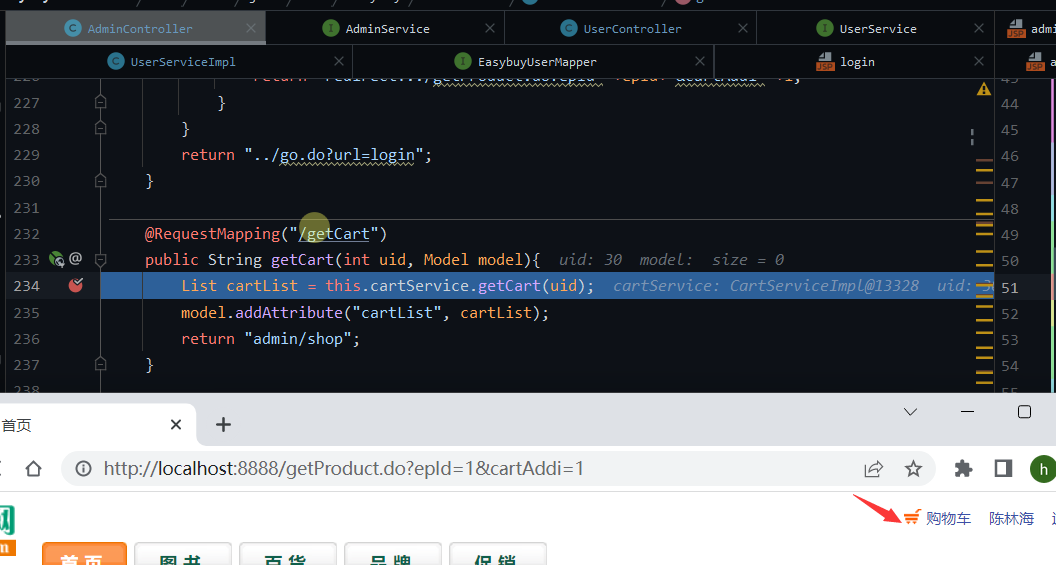 AdminController AdminService UserController UserService
UserServiceImpl EasybuyUserMapper login
227 }
228 }
229 return "../go.do?url=login";
230 }
231
232 @RequestMapping("/getCart")
233 public String getCart(int uid, Model model){ uid: 30 model: size = 0
234 List cartList = this.cartService.getCart(uid); cartService: CartServiceImpl@13328 uid:
235 model.addAttribute("cartList", cartList);
236 return "admin/shop";
237 }
238
44
45
46
47
48
49
50
51
52
53
54
首页
http://localhost:8888/getProduct.do?epId=1&cartAddi=1
h
购物车 陈林海
首页 图书 百货 品牌 促销